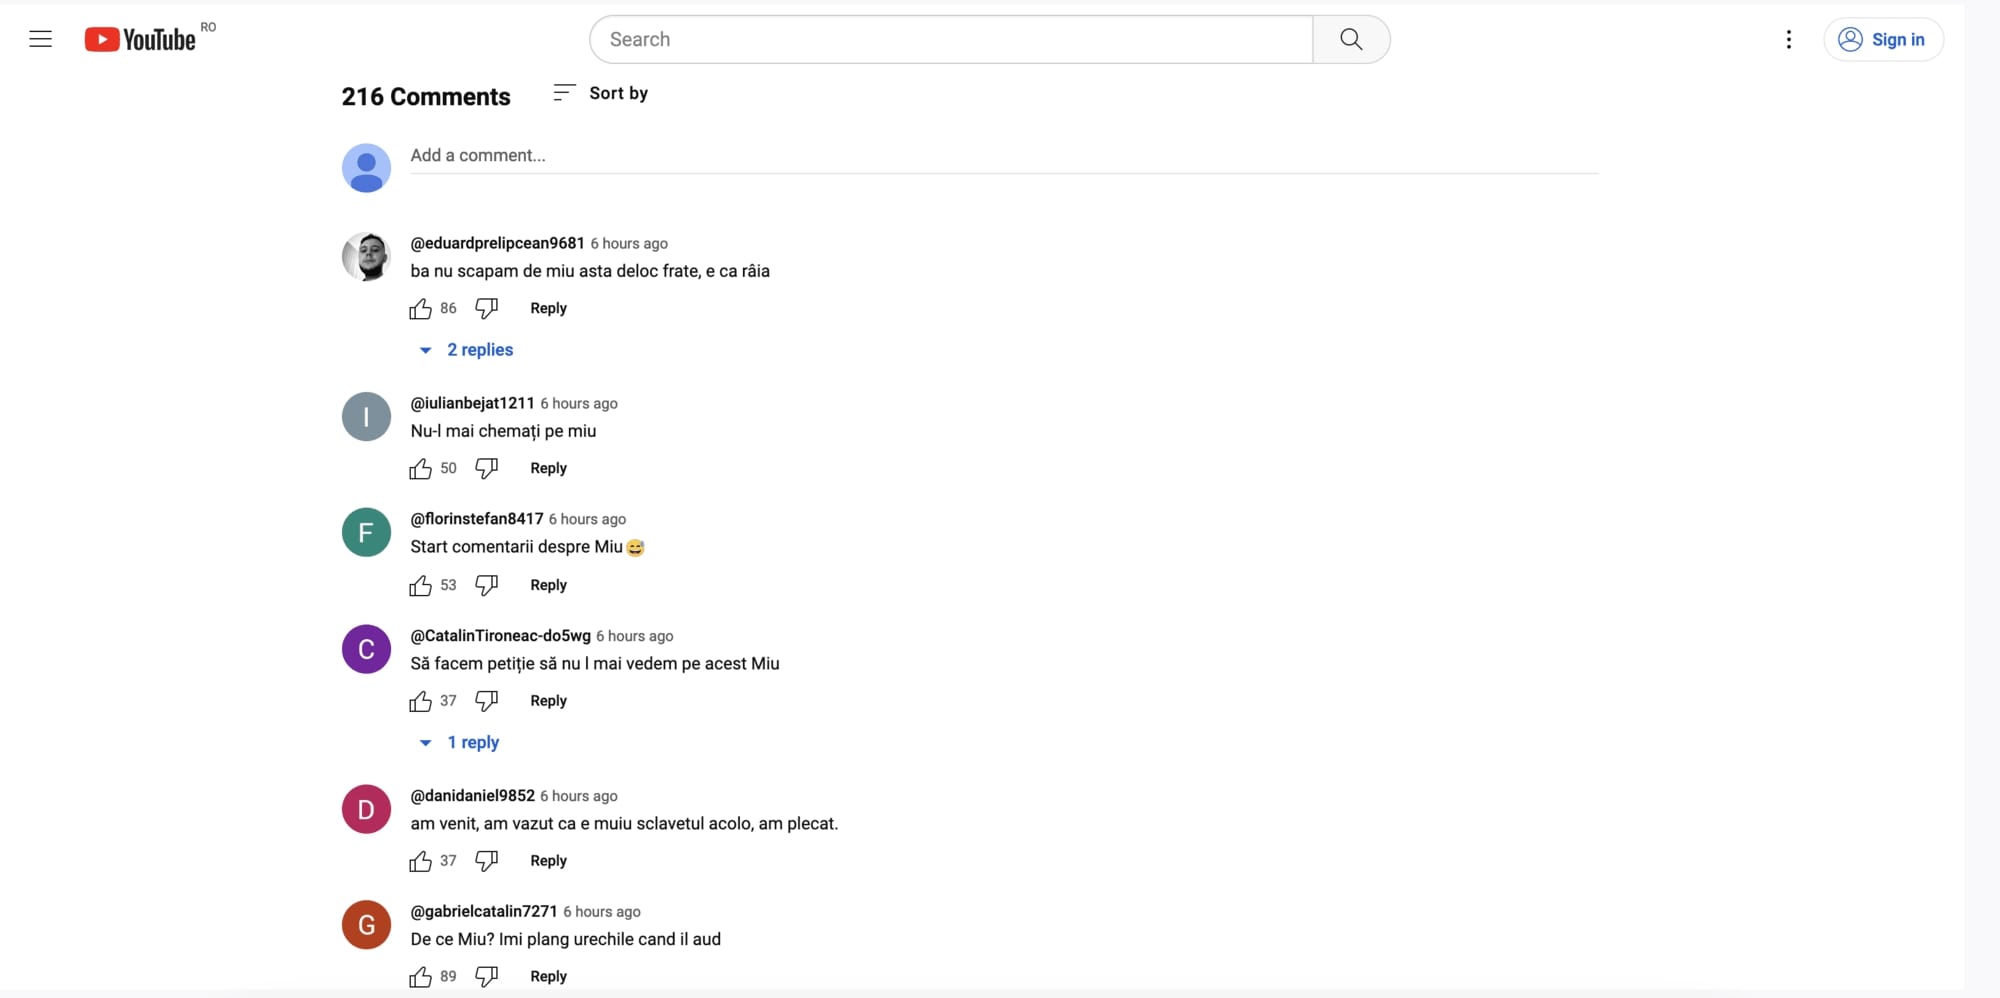 YouTube RO
Search
Sign in
216 Comments
Sort by
Add a comment...
@eduardprelipcean9681 6 hours ago
ba nu scapam de miu asta deloc frate, e ca râia
86
Reply
2 replies
I
@iulianbejat1211 6 hours ago
Nu-l mai chemați pe miu
50
Reply
F
@florinstefan8417 6 hours ago
Start comentarii despre Miu😅
53
Reply
C
@CatalinTironeac-do5wg 6 hours ago
Să facem petiție să nu l mai vedem pe acest Miu
37
Reply
1 reply
D
@danidaniel9852 6 hours ago
am venit, am vazut ca e muiu sclavetul acolo, am plecat.
37
Reply
G
@gabrielcatalin7271 6 hours ago
De ce Miu? Imi plang urechile cand il aud
89
Reply